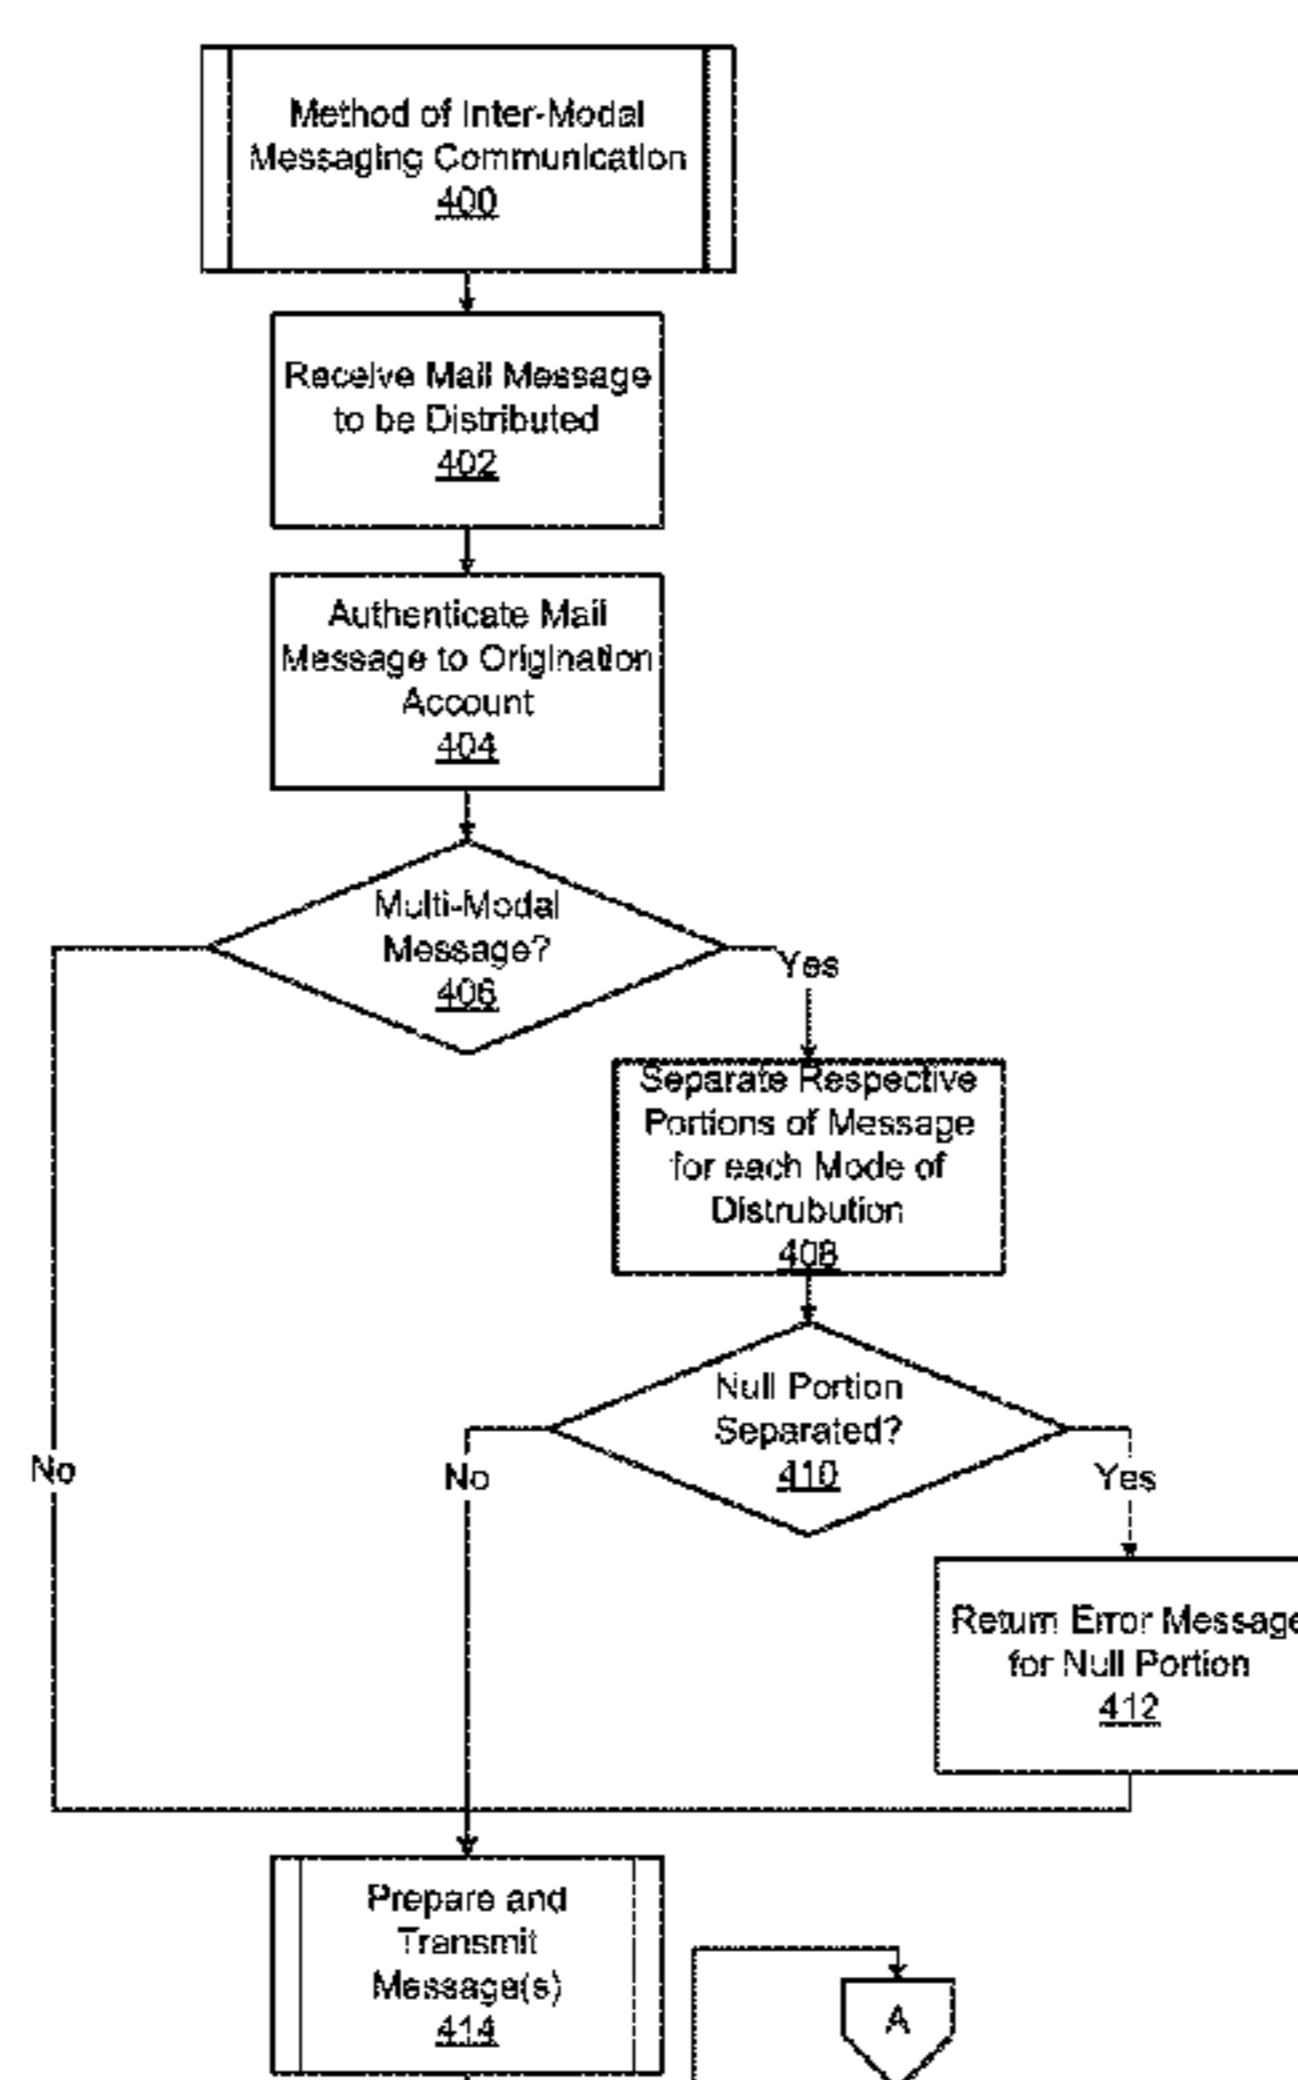 Method of Inter-Modal
Messaging Communication
400
Receive Mail Message
to be Distributed
402
Authenticate Mail
Message to Origination
Account
404
Multi-Modal
Message?
406
Yes
Separate Respective
Portions of Message
for each Mode of
Distrubution
408
Null Portion
Separated?
410
No
No
Yes
Return Error Message
for Null Portion
412
Prepare and
Transmit
Message(s)
414
A